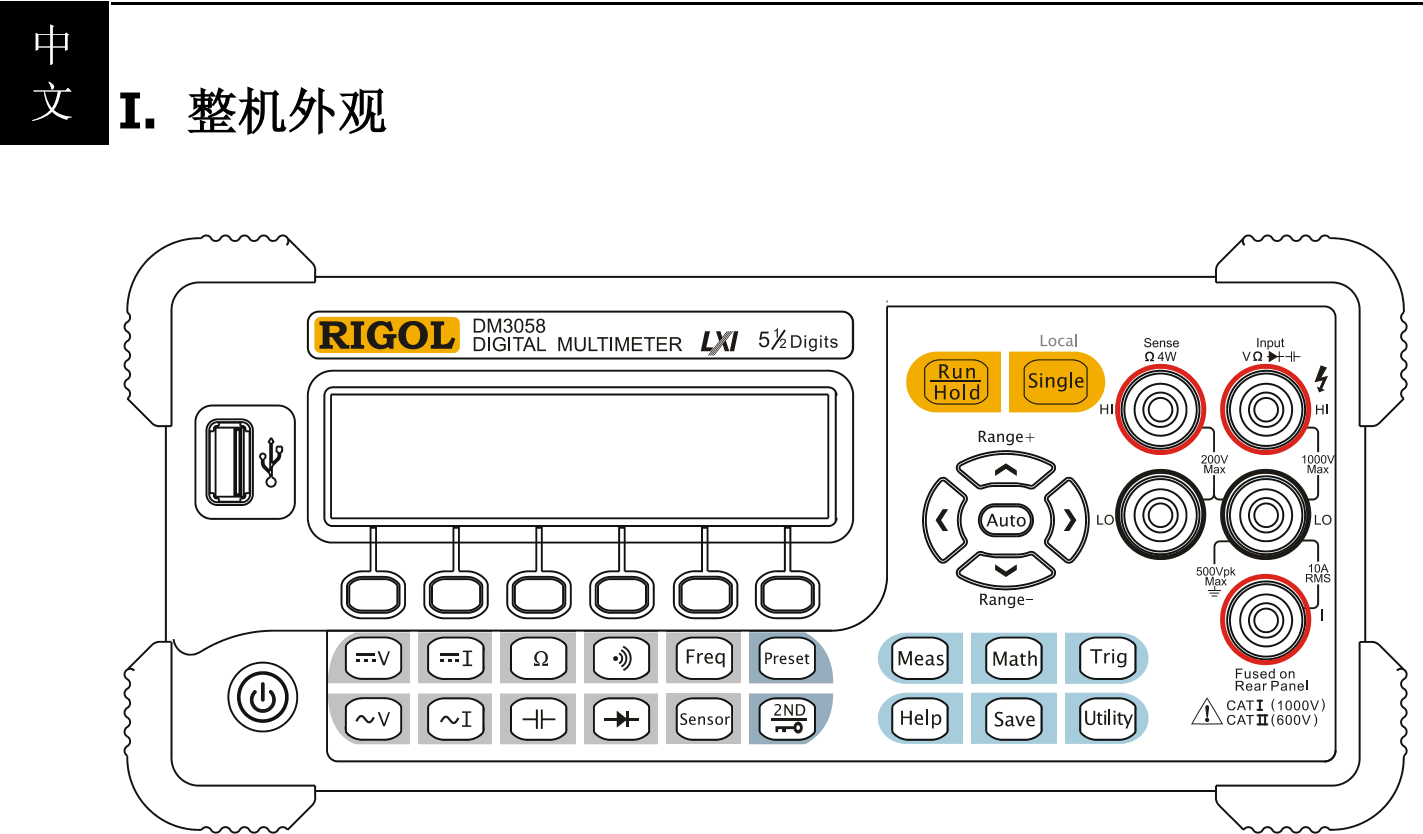 中
文
I. 整机外观
RIGOL
DM3058
DIGITAL MULTIMETER
LXI
5½ Digits
Local
Run
Hold
Single
Sense
Ω 4W
Input
V Ω
HI
HI
Range+
200V
Max
1000V
Max
Auto
LO
LO
500Vpk
Max
10A
RMS
Range-
I
V
I
Ω
Freq
Preset
Meas
Math
Trig
Fused on
Rear Panel
~V
~I
Sensor
2ND
Help
Save
Utility
CAT I (1000V)
CAT II (600V)